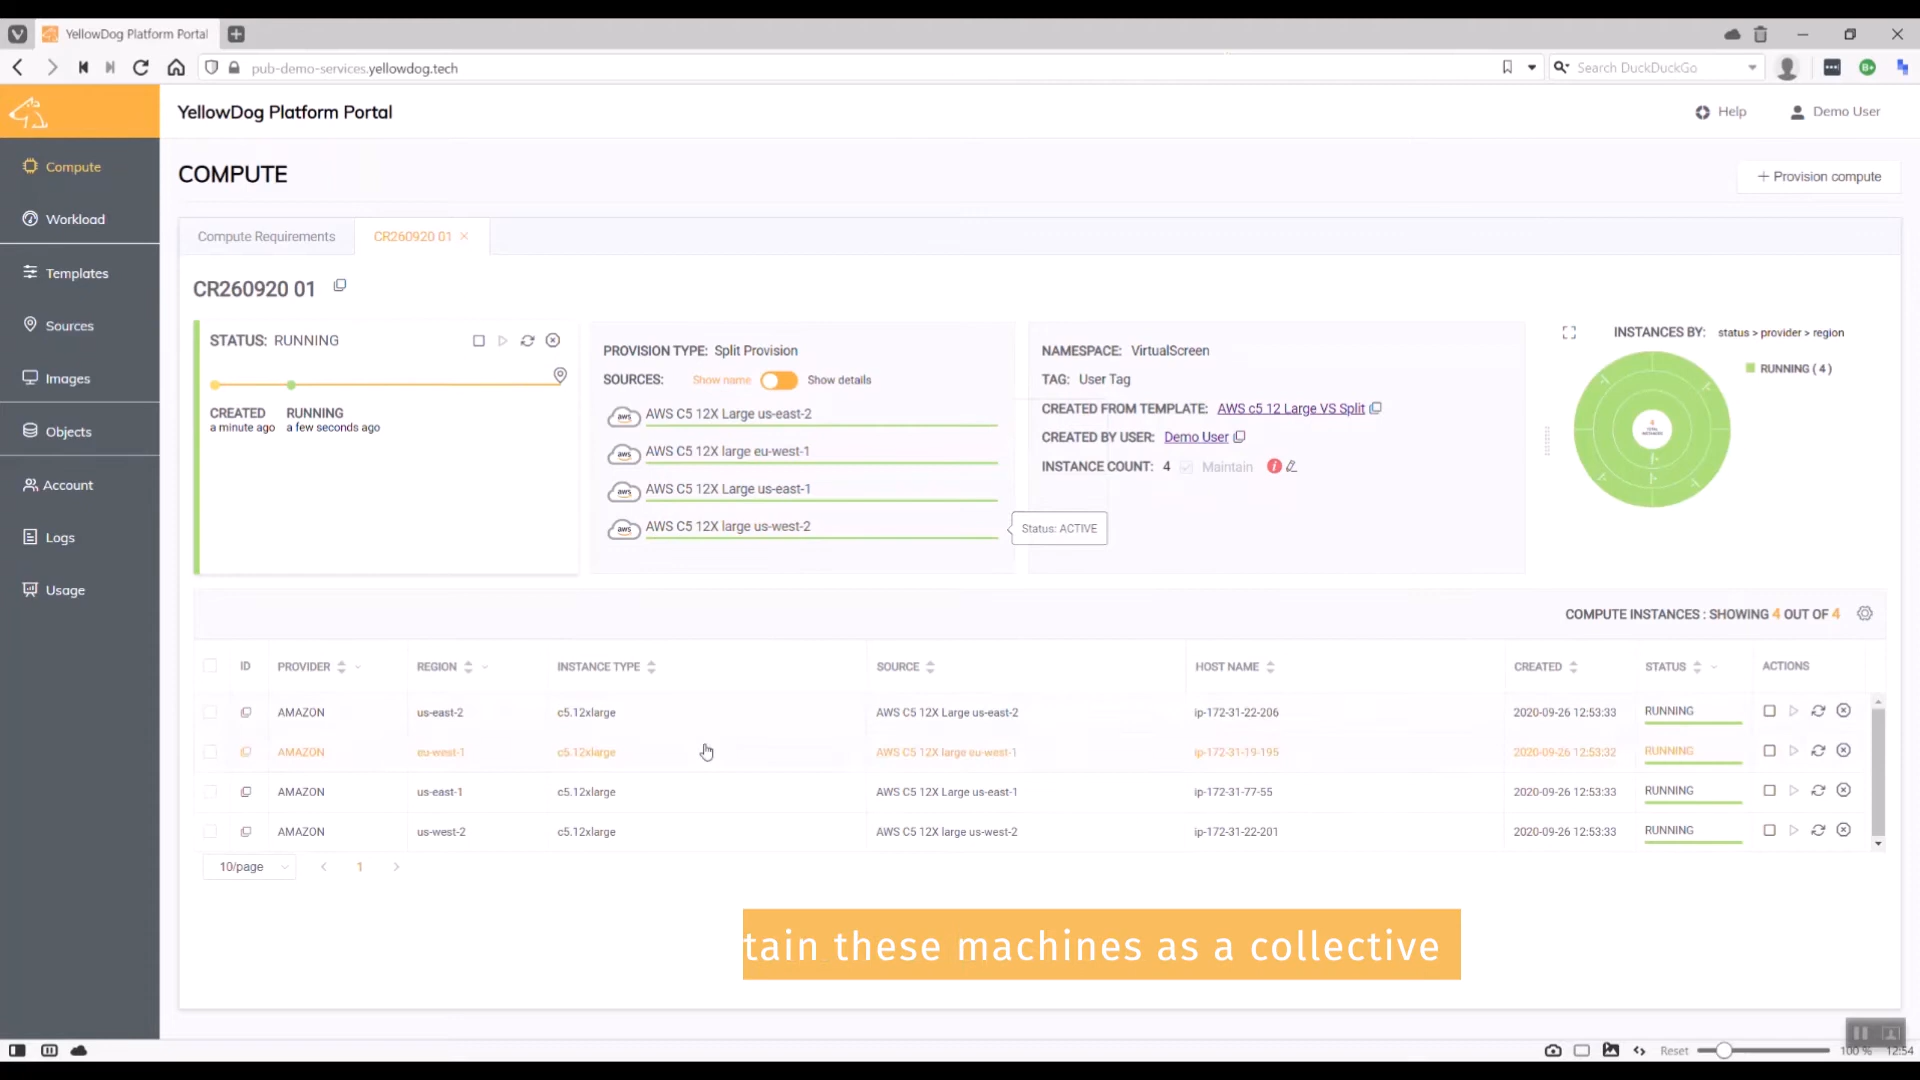 YellowDog Platform Portal
pub-demo-services.yellowdog.tech
Search DuckDuckGo
YellowDog Platform Portal
Help
Demo User
Compute
Workload
Templates
Sources
Images
Objects
Account
Logs
Usage
COMPUTE
+ Provision compute
Compute Requirements
CR260920 01
CR260920 01
STATUS: RUNNING
CREATED
a minute ago
RUNNING
a few seconds ago
PROVISION TYPE: Split Provision
SOURCES: Show name Show details
aws AWS C5 12X Large us-east-2
aws AWS C5 12X large eu-west-1
aws AWS C5 12X Large us-east-1
aws AWS C5 12X large us-west-2
Status: ACTIVE
NAMESPACE: VirtualScreen
TAG: User Tag
CREATED FROM TEMPLATE: AWS c5 12 Large VS Split
CREATED BY USER: Demo User
INSTANCE COUNT: 4 Maintain
INSTANCES BY: status > provider > region
RUNNING ( 4 )
COMPUTE INSTANCES : SHOWING 4 OUT OF 4
ID PROVIDER REGION INSTANCE TYPE SOURCE HOST NAME CREATED STATUS ACTIONS
AMAZON us-east-2 c5.12xlarge AWS C5 12X Large us-east-2 ip-172-31-22-206 2020-09-26 12:53:33 RUNNING
AMAZON eu-west-1 c5.12xlarge AWS C5 12X large eu-west-1 ip-172-31-19-195 2020-09-26 12:53:32 RUNNING
AMAZON us-east-1 c5.12xlarge AWS C5 12X Large us-east-1 ip-172-31-77-55 2020-09-26 12:53:33 RUNNING
AMAZON us-west-2 c5.12xlarge AWS C5 12X large us-west-2 ip-172-31-22-201 2020-09-26 12:53:33 RUNNING
10/page 1
tain these machines as a collective
Reset 100 % 12:54